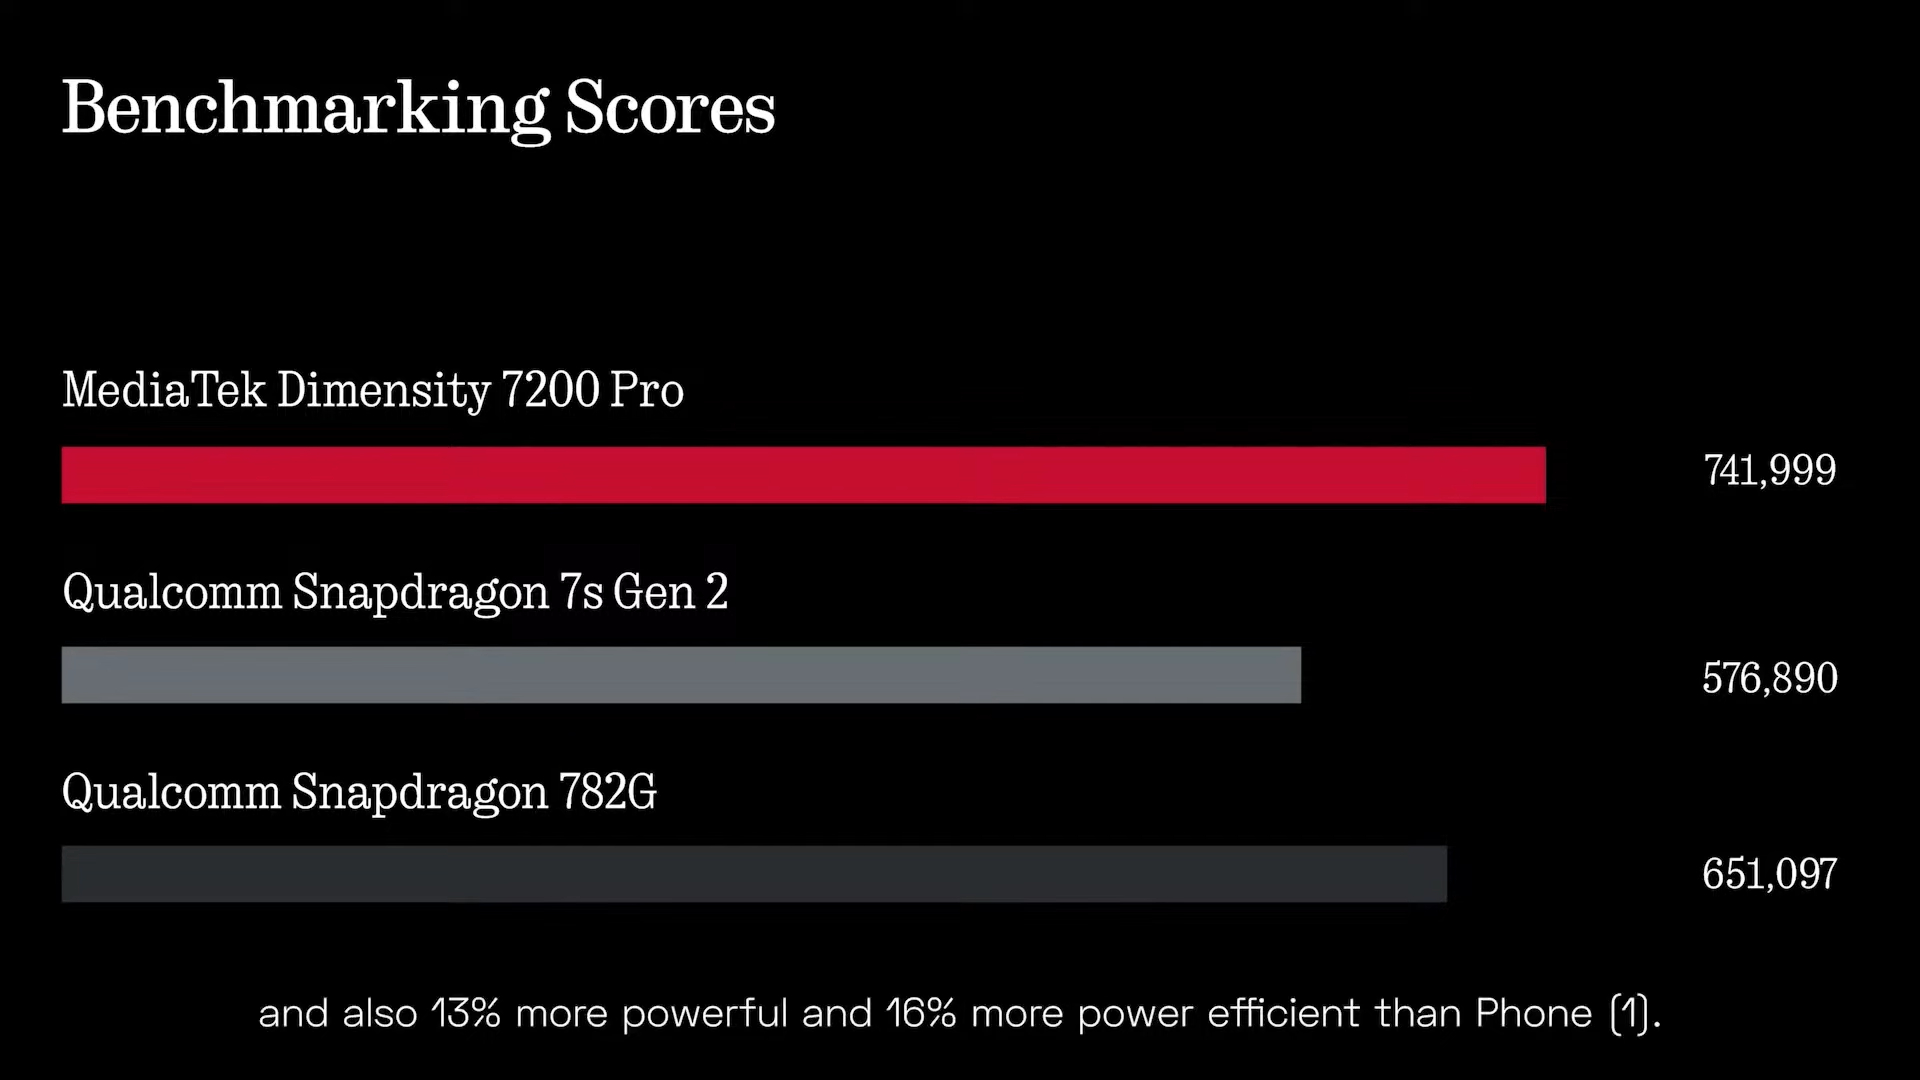 Benchmarking Scores
MediaTek Dimensity 7200 Pro
741,999
Qualcomm Snapdragon 7s Gen 2
576,890
Qualcomm Snapdragon 782G
651,097
and also 13% more powerful and 16% more power efficient than Phone (1).